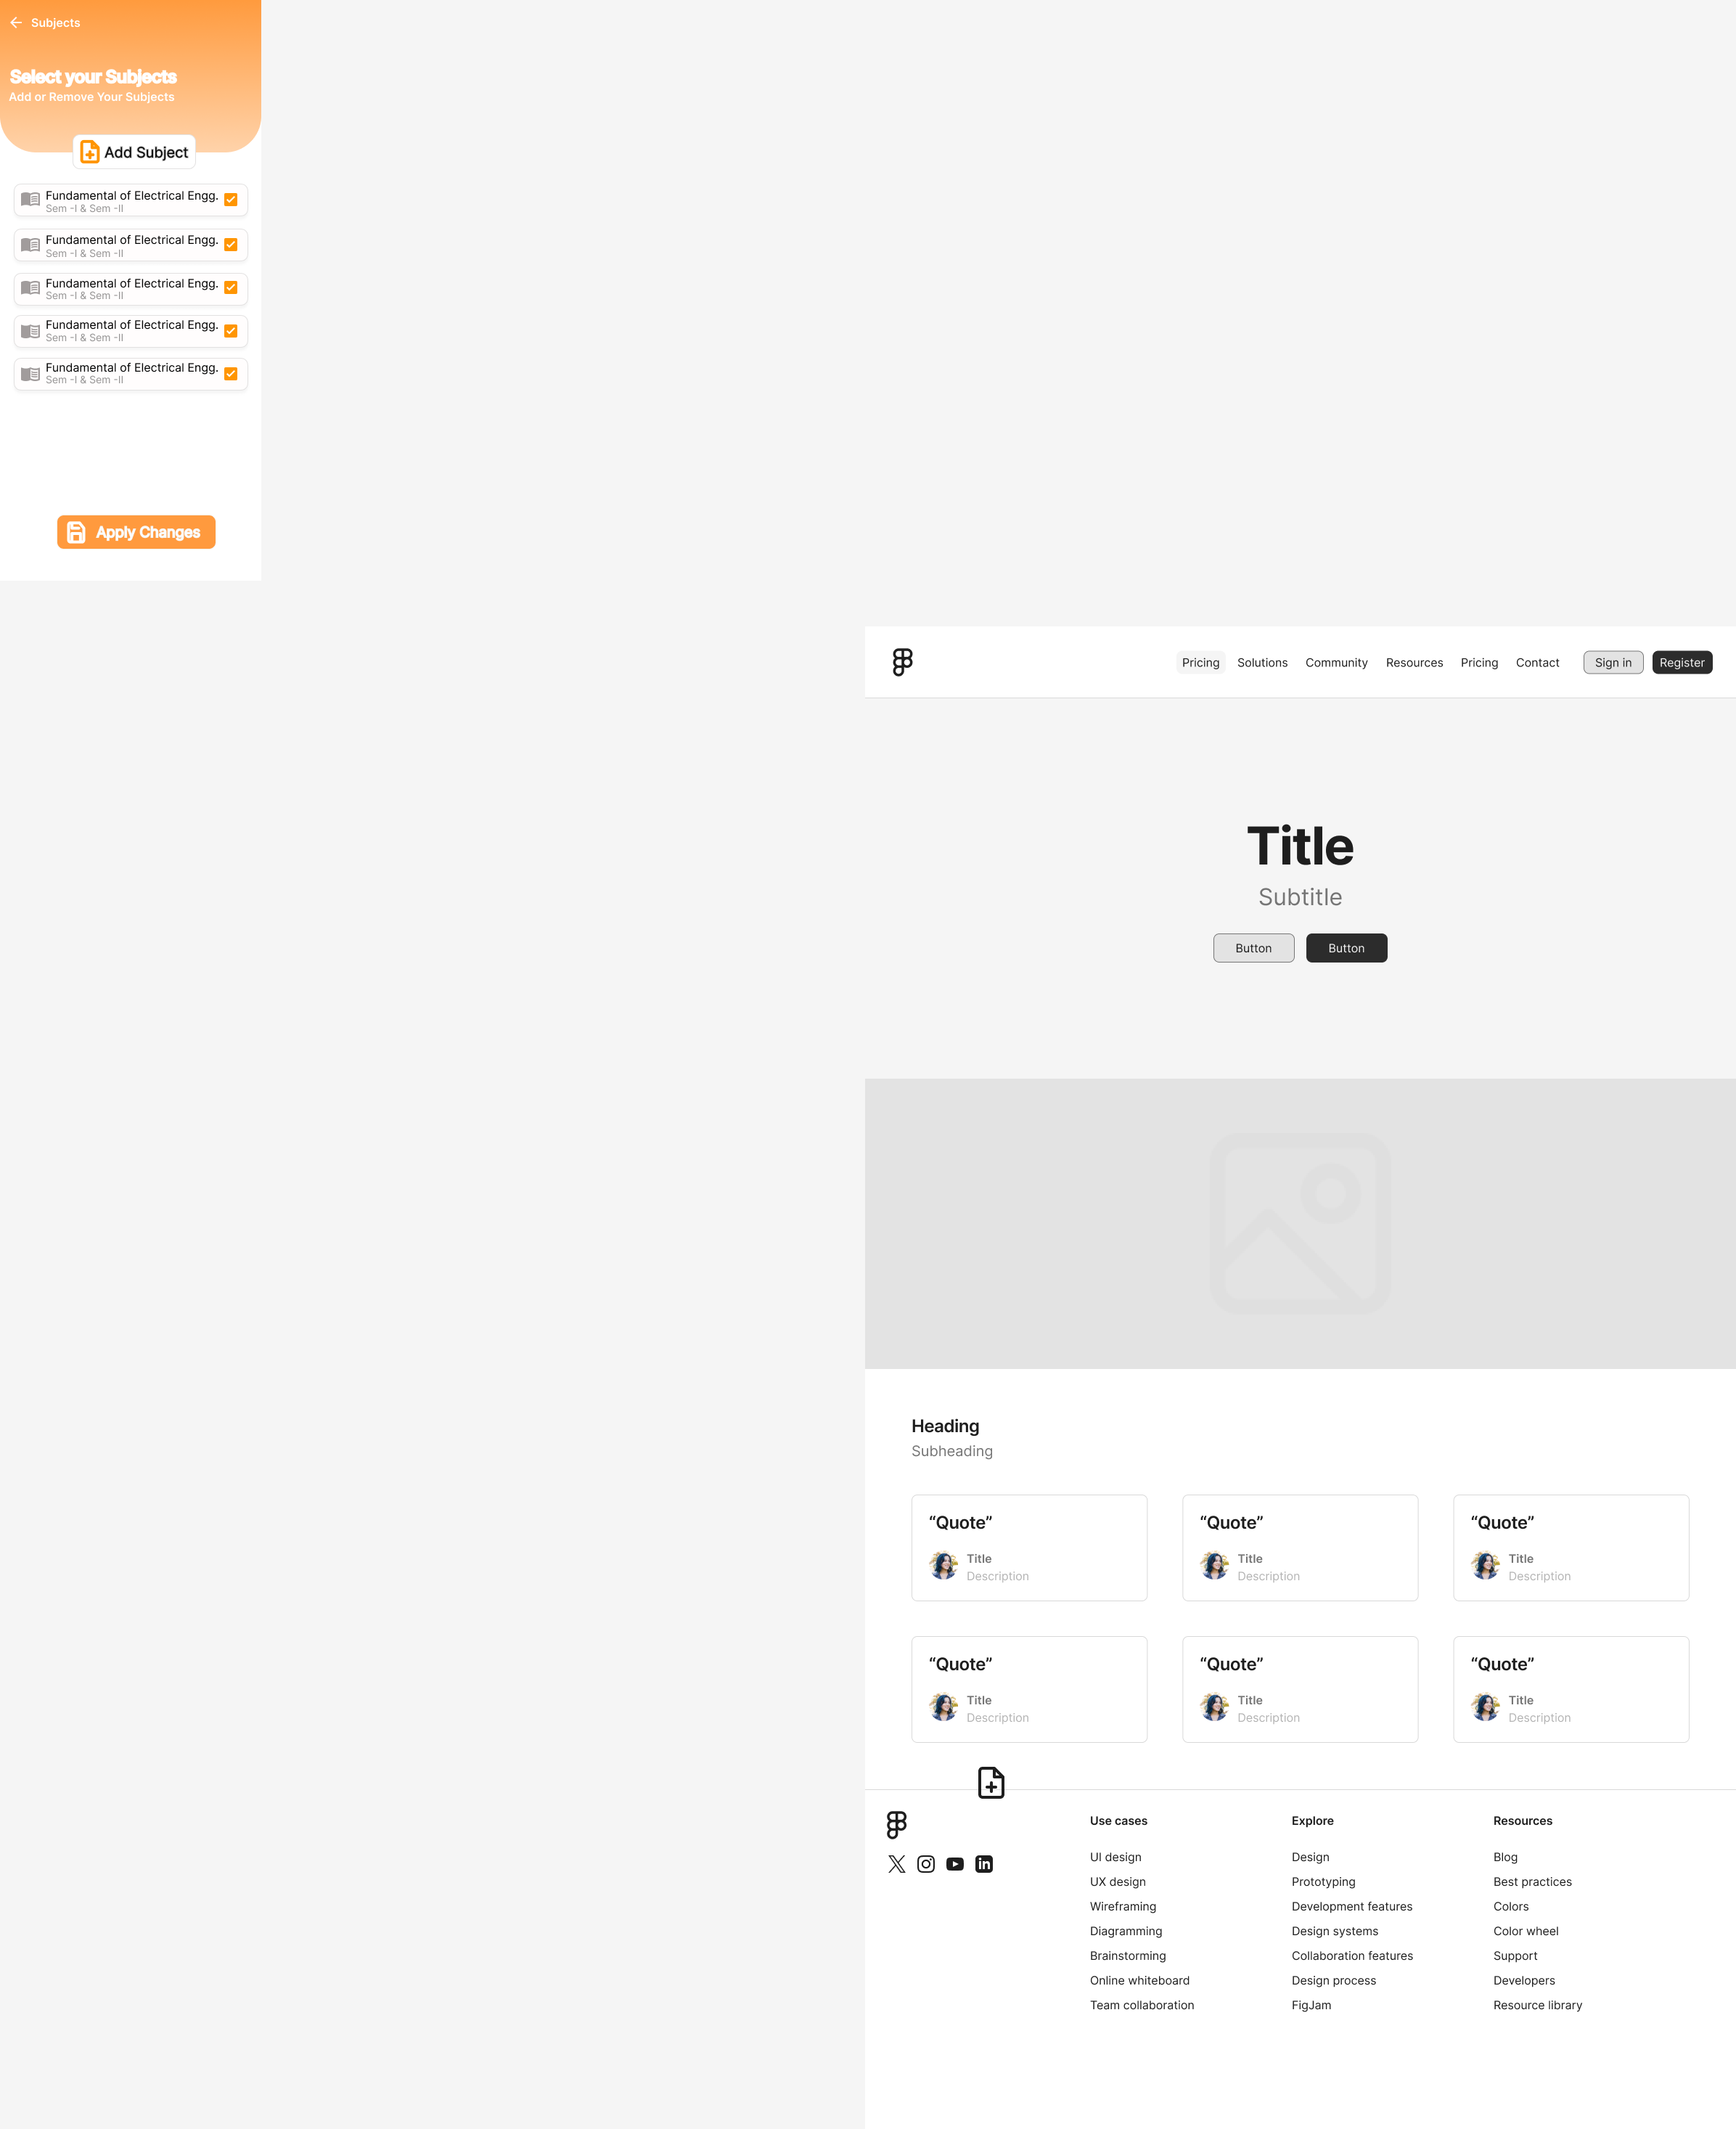 Subjects
Select your Subjects
Add or Remove Your Subjects
Add Subject
Fundamental of Electrical Engg.
Sem -I & Sem -II
Fundamental of Electrical Engg.
Sem -I & Sem -II
Fundamental of Electrical Engg.
Sem -I & Sem -II
Fundamental of Electrical Engg.
Sem -I & Sem -II
Fundamental of Electrical Engg.
Sem -I & Sem -II
Apply Changes
Pricing Solutions Community Resources Pricing Contact Sign in Register
Title
Subtitle
Button Button
Heading
Subheading
“Quote”
Title
Description
“Quote”
Title
Description
“Quote”
Title
Description
“Quote”
Title
Description
“Quote”
Title
Description
“Quote”
Title
Description
Use cases
UI design
UX design
Wireframing
Diagramming
Brainstorming
Online whiteboard
Team collaboration
Explore
Design
Prototyping
Development features
Design systems
Collaboration features
Design process
FigJam
Resources
Blog
Best practices
Colors
Color wheel
Support
Developers
Resource library